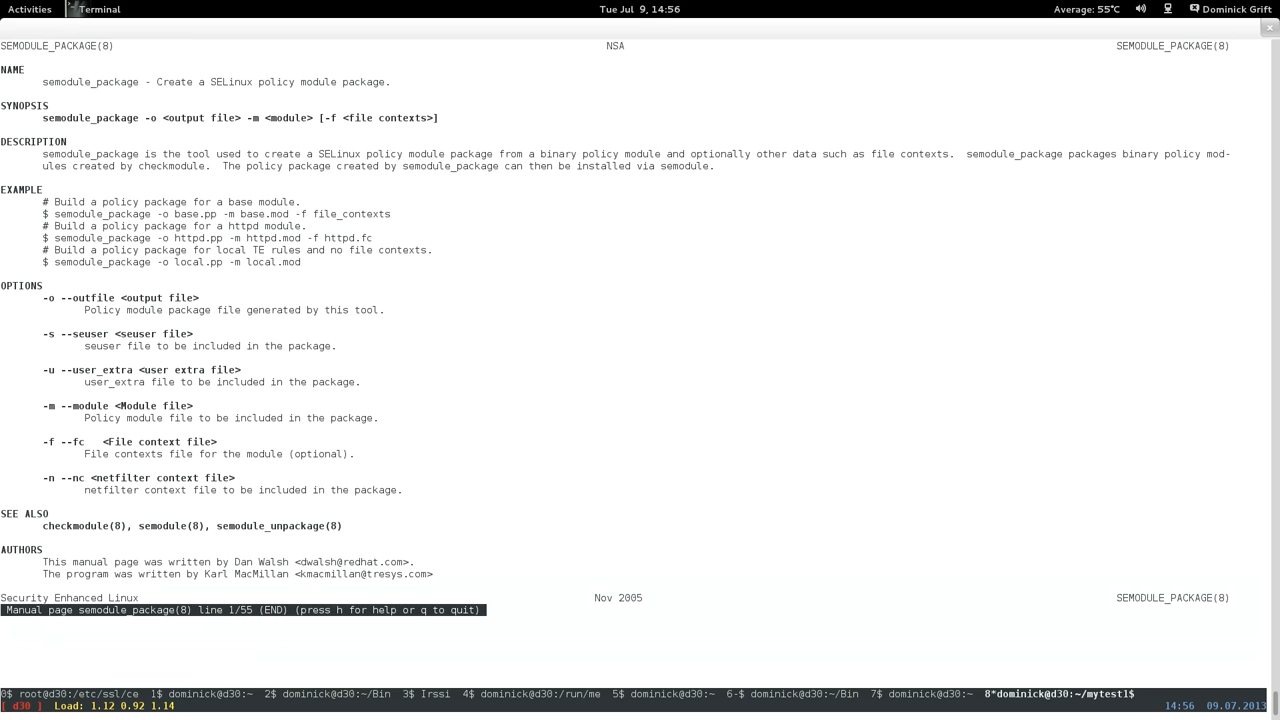 Activities Terminal Tue Jul 9, 14:56 Average: 55°C Dominick Grift
SEMODULE_PACKAGE(8) NSA SEMODULE_PACKAGE(8)
NAME
semodule_package - Create a SELinux policy module package.
SYNOPSIS
semodule_package -o <output file> -m <module> [-f <file contexts>]
DESCRIPTION
semodule_package is the tool used to create a SELinux policy module package from a binary policy module and optionally other data such as file contexts.  semodule_package packages binary policy mod-
ules created by checkmodule.  The policy package created by semodule_package can then be installed via semodule.
EXAMPLE
# Build a policy package for a base module.
$ semodule_package -o base.pp -m base.mod -f file_contexts
# Build a policy package for a httpd module.
$ semodule_package -o httpd.pp -m httpd.mod -f httpd.fc
# Build a policy package for local TE rules and no file contexts.
$ semodule_package -o local.pp -m local.mod
OPTIONS
-o --outfile <output file>
Policy module package file generated by this tool.
-s --seuser <seuser file>
seuser file to be included in the package.
-u --user_extra <user extra file>
user_extra file to be included in the package.
-m --module <Module file>
Policy module file to be included in the package.
-f --fc   <File context file>
File contexts file for the module (optional).
-n --nc <netfilter context file>
netfilter context file to be included in the package.
SEE ALSO
checkmodule(8), semodule(8), semodule_unpackage(8)
AUTHORS
This manual page was written by Dan Walsh <dwalsh@redhat.com>.
The program was written by Karl MacMillan <kmacmillan@tresys.com>
Security Enhanced Linux Nov 2005 SEMODULE_PACKAGE(8)
Manual page semodule_package(8) line 1/55 (END) (press h for help or q to quit)
0$ root@d30:/etc/ssl/ce  1$ dominick@d30:~  2$ dominick@d30:~/Bin  3$ Irssi  4$ dominick@d30:/run/me  5$ dominick@d30:~  6-$ dominick@d30:~/Bin  7$ dominick@d30:~  8*dominick@d30:~/mytest1$
[ d30 ]  Load: 1.12 0.92 1.14 14:56  09.07.2013